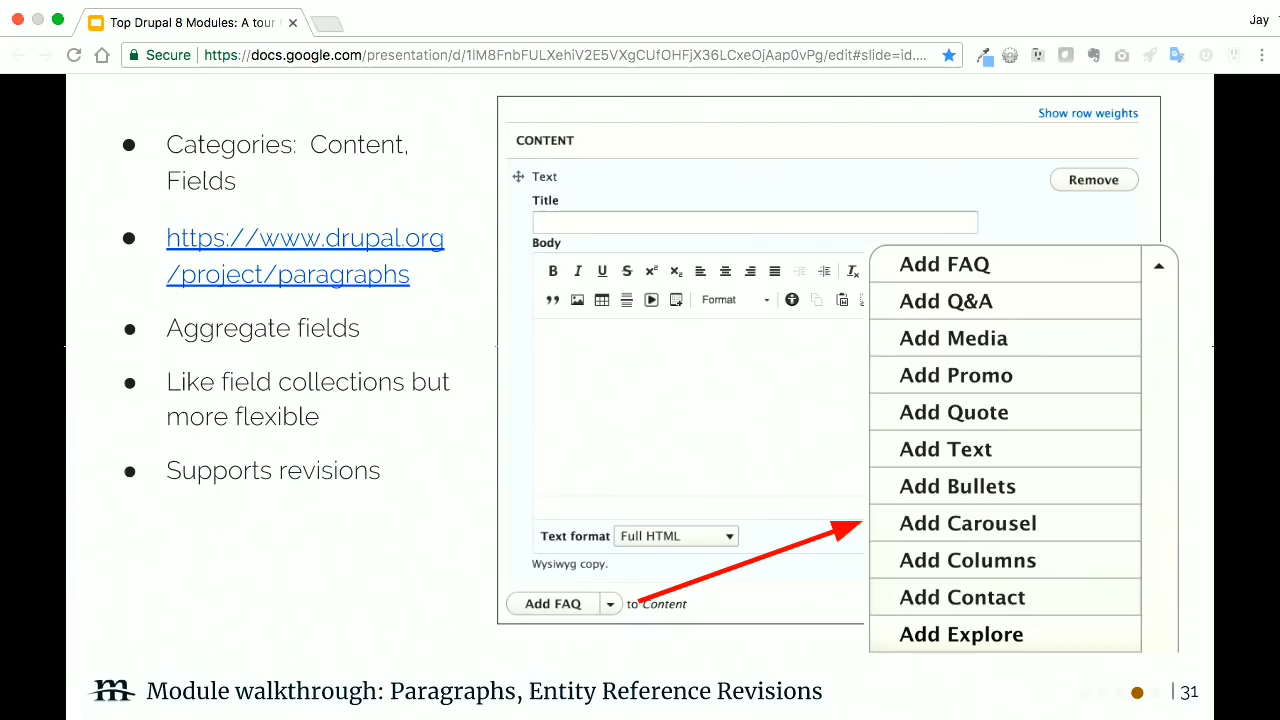 Top Drupal 8 Modules: A tour
Jay
Secure
https://docs.google.com/presentation/d/1lM8FnbFULXehiV2E5VXgCUfOHFjX36LCxeOjAap0vPg/edit#slide=id....
Categories: Content,
Fields
https://www.drupal.org
/project/paragraphs
Aggregate fields
Like field collections but
more flexible
Supports revisions
Show row weights
CONTENT
Text
Remove
Title
Body
Format
Text format Full HTML
Wysiwyg copy.
Add FAQ to Content
Add FAQ
Add Q&A
Add Media
Add Promo
Add Quote
Add Text
Add Bullets
Add Carousel
Add Columns
Add Contact
Add Explore
m Module walkthrough: Paragraphs, Entity Reference Revisions
31